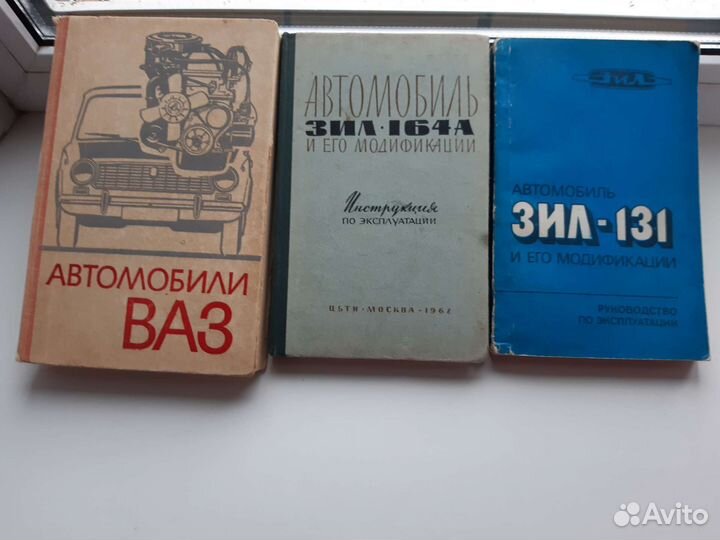 АВТОМОБИЛИ
ВАЗ
АВТОМОБИЛЬ
ЗИЛ-164А
И ЕГО МОДИФИКАЦИИ
Инструкция
ПО ЭКСПЛУАТАЦИИ
ЦБТИ·МОСКВА-1962
ЗИЛ
АВТОМОБИЛЬ
ЗИЛ-131
И ЕГО МОДИФИКАЦИИ
РУКОВОДСТВО
ПО ЭКСПЛУАТАЦИИ
Avito